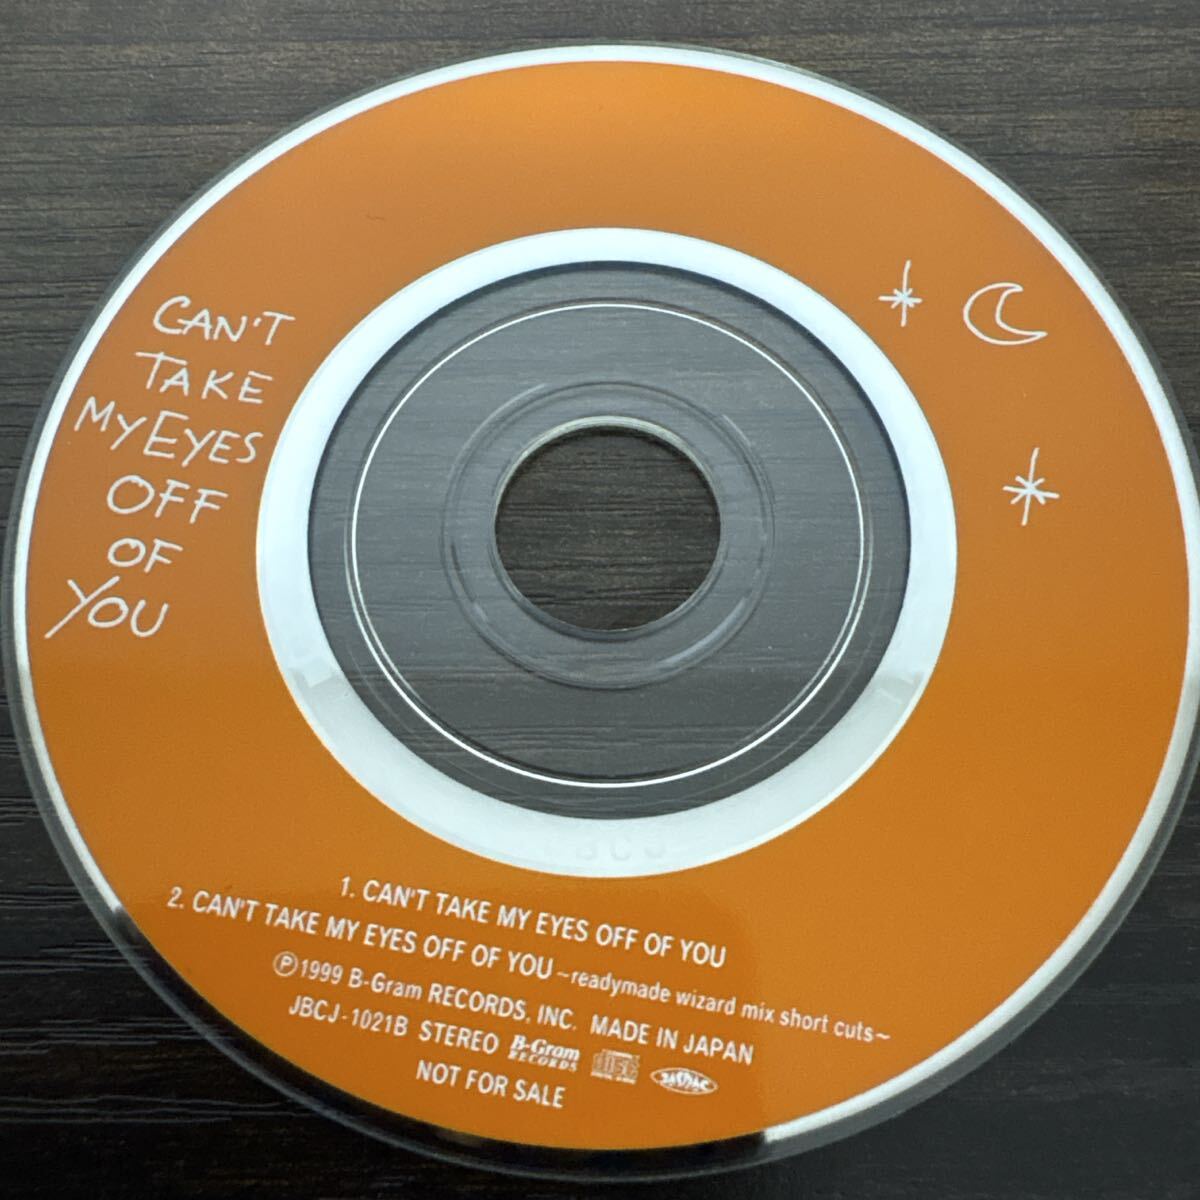 CAN'T
TAKE
MY EYES
OFF
OF
YOU
1. CAN'T TAKE MY EYES OFF OF YOU
2. CAN'T TAKE MY EYES OFF OF YOU ~readymade wizard mix short cuts~
℗1999 B-Gram RECORDS, INC. MADE IN JAPAN
JBCJ-1021B STEREO B-Gram RECORDS disc JASRAC
NOT FOR SALE